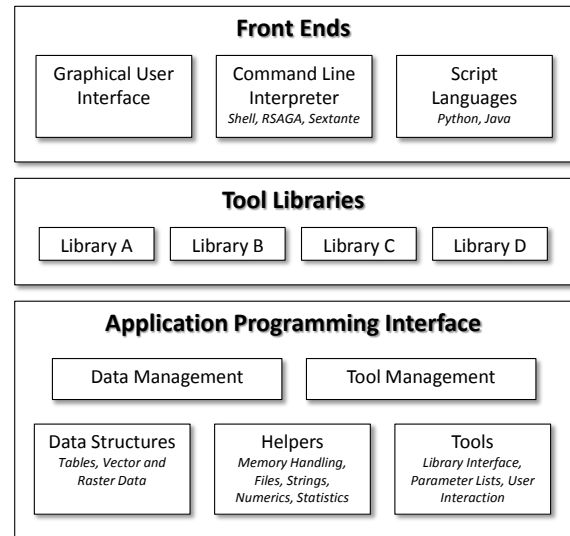 Front Ends
Graphical User
Interface
Command Line
Interpreter
Shell, RSAGA, Sextante
Script
Languages
Python, Java
Tool Libraries
Library A
Library B
Library C
Library D
Application Programming Interface
Data Management
Tool Management
Data Structures
Tables, Vector and
Raster Data
Helpers
Memory Handling,
Files, Strings,
Numerics, Statistics
Tools
Library Interface,
Parameter Lists, User
Interaction